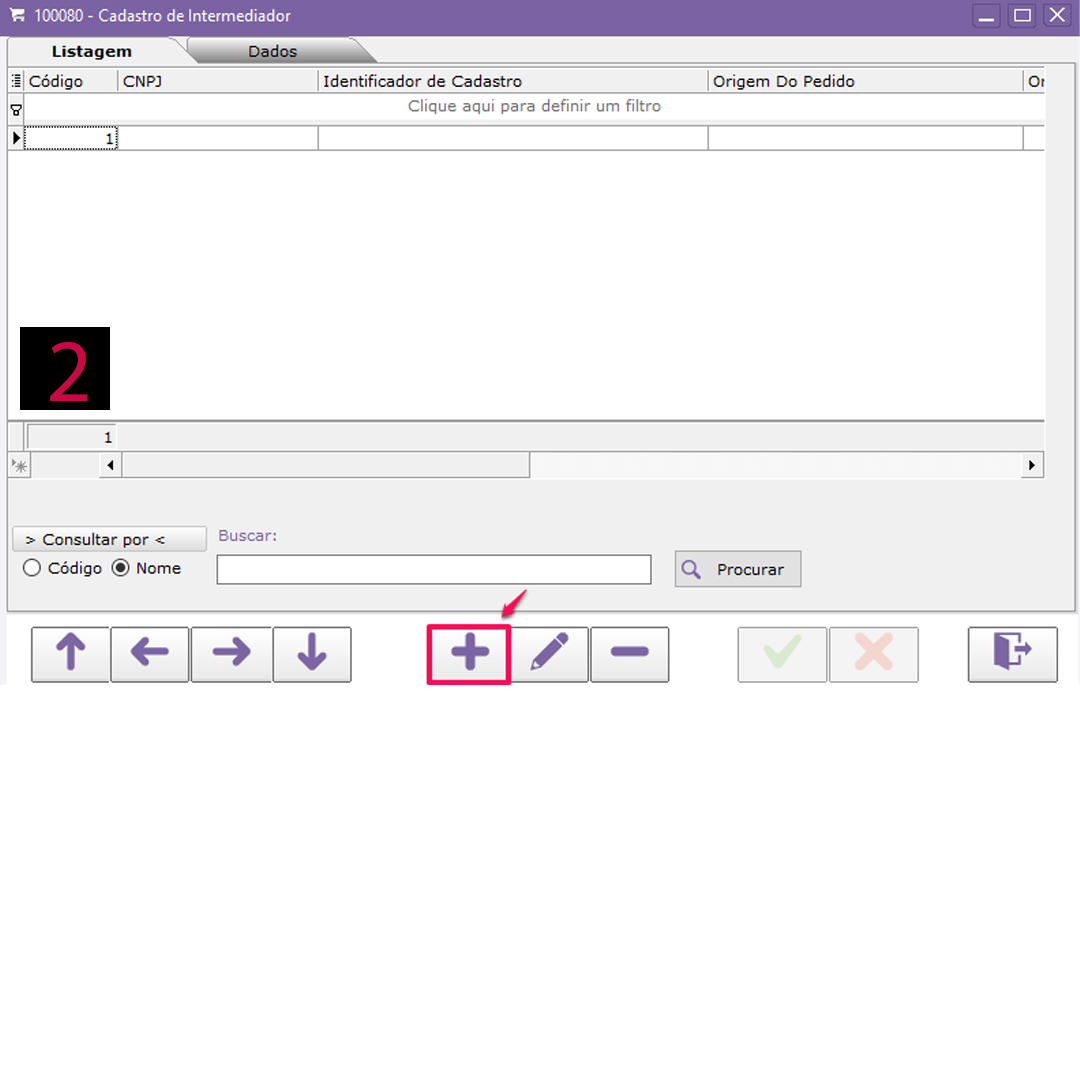 100080 - Cadastro de Intermediador
Listagem Dados
Código CNPJ Identificador de Cadastro Origem Do Pedido Or
Clique aqui para definir um filtro
1
2
1
> Consultar por < Buscar:
Código Nome Procurar